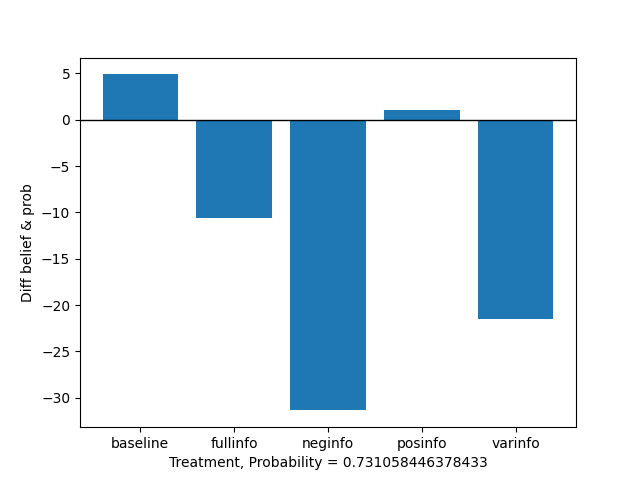 5
0
−5
−10
−15
−20
−25
−30
Diff belief & prob
baseline fullinfo neginfo posinfo varinfo
Treatment, Probability = 0.731058446378433